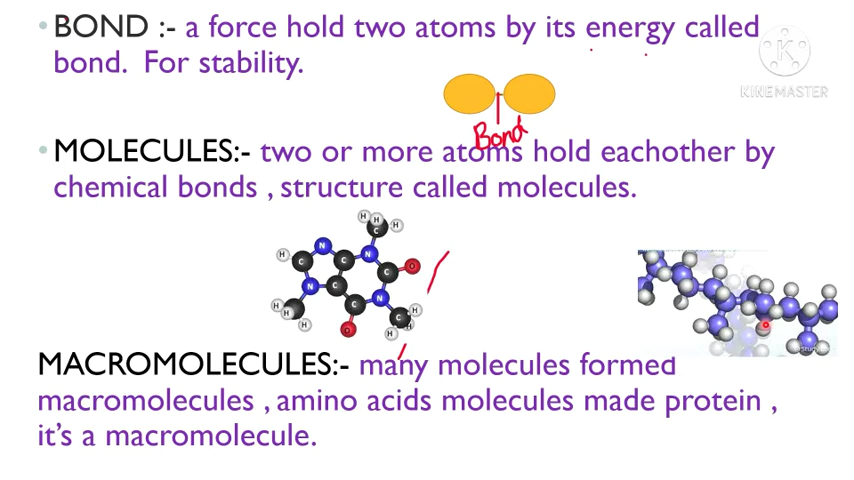 BOND :- a force hold two atoms by its energy called
bond. For stability.
KINEMASTER
Bond
MOLECULES:- two or more atoms hold eachother by
chemical bonds , structure called molecules.
H H H
C
H N N
C C C O
N C N
H C C H
H H O H H
MACROMOLECULES:- many molecules formed
macromolecules , amino acids molecules made protein ,
it's a macromolecule.